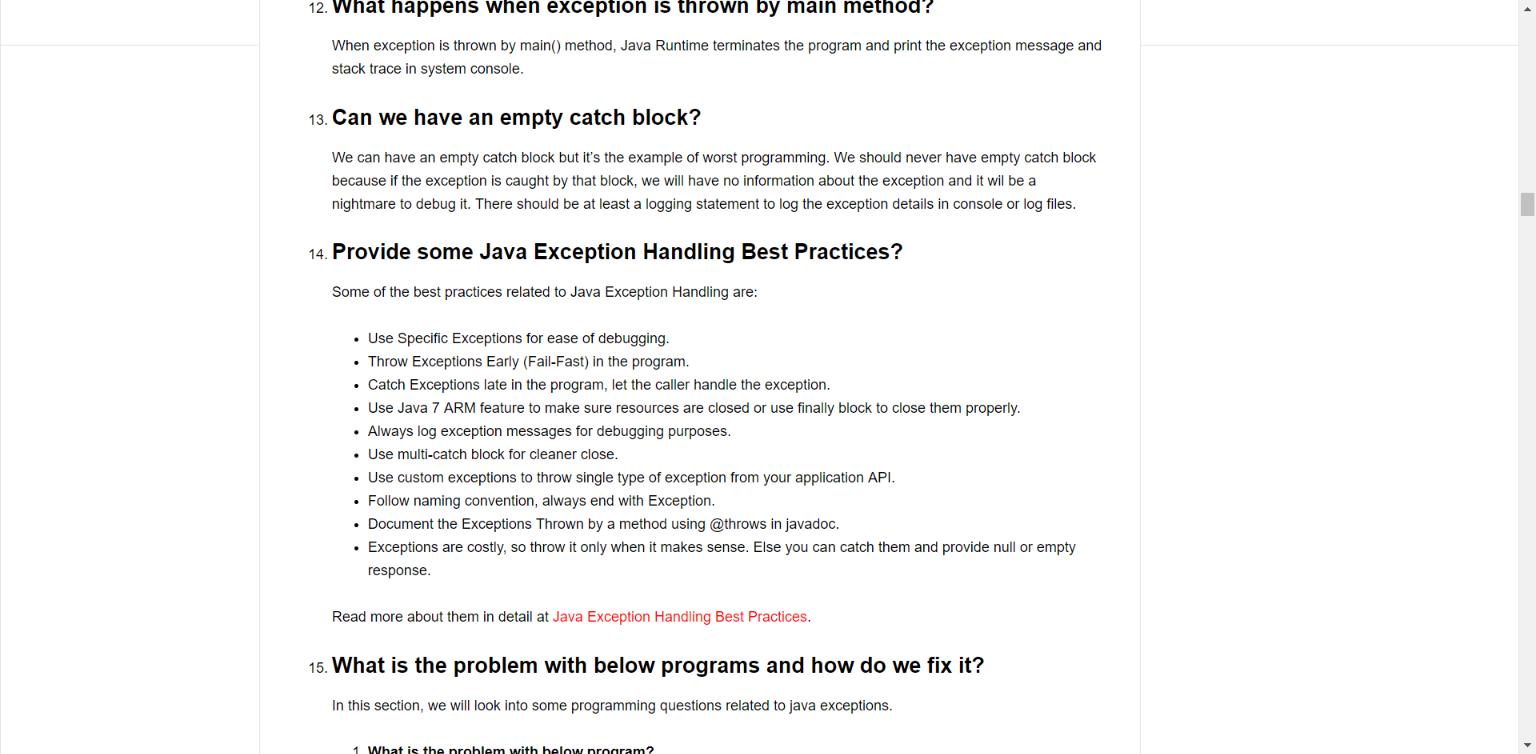 12. What happens when exception is thrown by main method?
When exception is thrown by main() method, Java Runtime terminates the program and print the exception message and
stack trace in system console.
13. Can we have an empty catch block?
We can have an empty catch block but it’s the example of worst programming. We should never have empty catch block
because if the exception is caught by that block, we will have no information about the exception and it wil be a
nightmare to debug it. There should be at least a logging statement to log the exception details in console or log files.
14. Provide some Java Exception Handling Best Practices?
Some of the best practices related to Java Exception Handling are:
• Use Specific Exceptions for ease of debugging.
• Throw Exceptions Early (Fail-Fast) in the program.
• Catch Exceptions late in the program, let the caller handle the exception.
• Use Java 7 ARM feature to make sure resources are closed or use finally block to close them properly.
• Always log exception messages for debugging purposes.
• Use multi-catch block for cleaner close.
• Use custom exceptions to throw single type of exception from your application API.
• Follow naming convention, always end with Exception.
• Document the Exceptions Thrown by a method using @throws in javadoc.
• Exceptions are costly, so throw it only when it makes sense. Else you can catch them and provide null or empty
response.
Read more about them in detail at Java Exception Handling Best Practices.
15. What is the problem with below programs and how do we fix it?
In this section, we will look into some programming questions related to java exceptions.
1. What is the problem with below program?